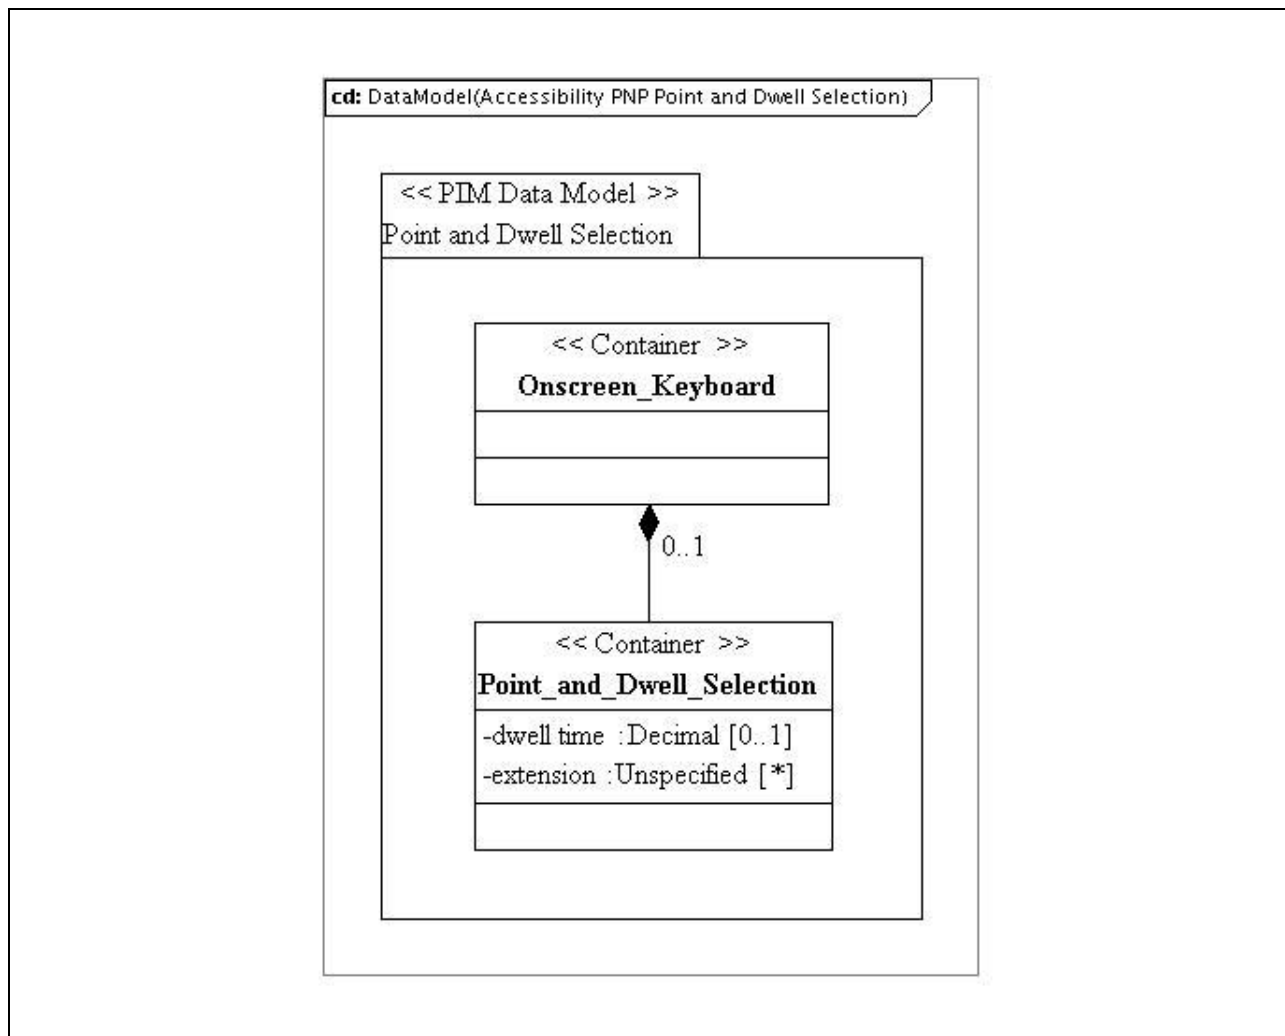 cd: DataModel(Accessibility PNP Point and Dwell Selection)
<< PIM Data Model >>
Point and Dwell Selection
<< Container >>
Onscreen_Keyboard
0..1
<< Container >>
Point_and_Dwell_Selection
-dwell time :Decimal [0..1]
-extension :Unspecified [*]